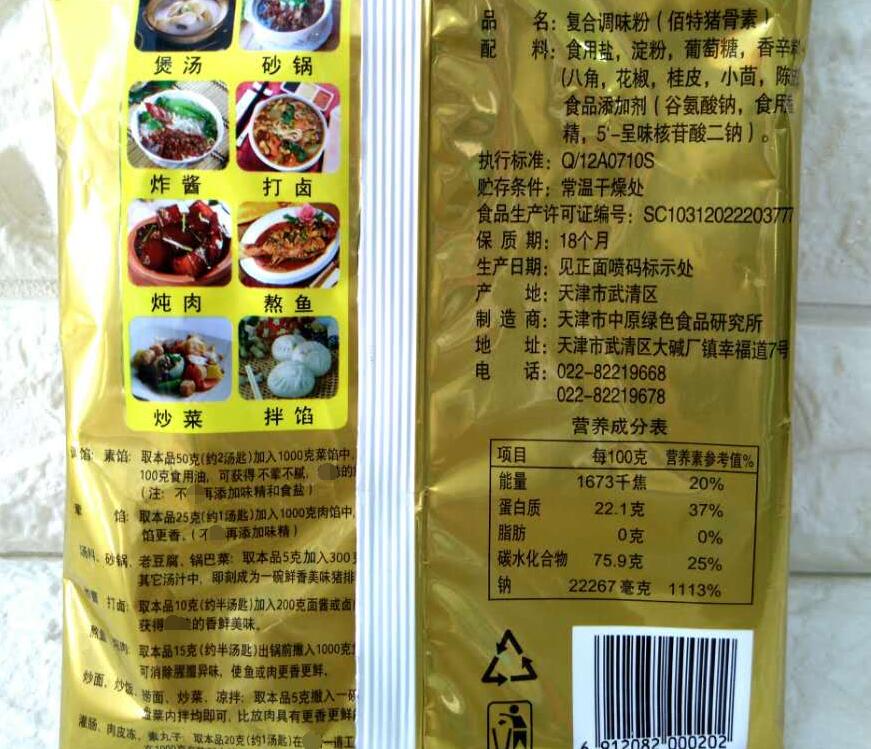 煲汤 砂锅
炸酱 打卤
炖肉 熬鱼
炒菜 拌馅
馅: 素馅: 取本品50克(约2汤匙)加入1000克菜馅中,
100克食用油, 可获得不荤不腻,
(注: 不 再添加味精和食盐)
馅: 取本品25克(约1汤匙)加入1000克肉馅中,
馅更香。(不 再添加味精)
汤料、砂锅、老豆腐、锅巴菜: 取本品5克加入300
其它汤汁中, 即刻成为一碗鲜香美味猪排
打卤: 取本品10克(约半汤匙)加入200克面酱或卤
获得 的香鲜美味。
取本品15克(约半汤匙)出锅前撒入1000克
可消除腥膻异味, 使鱼或肉更香更鲜。
炒面、炒饭、捞面、炒菜、凉拌: 取本品5克撒入一碗
盘菜内拌均即可, 比放肉具有更香更鲜
灌肠、肉皮冻、素丸子: 取本品20克(约1汤匙)在 一道工
品 名: 复合调味粉(佰特猪骨素)
配 料: 食用盐, 淀粉, 葡萄糖, 香辛料
(八角, 花椒, 桂皮, 小茴, 陈
食品添加剂(谷氨酸钠, 食用
精, 5'-呈味核苷酸二钠)。
执行标准: Q/12A0710S
贮存条件: 常温干燥处
食品生产许可证编号: SC10312022203777
保 质 期: 18个月
生产日期: 见正面喷码标示处
产 地: 天津市武清区
制 造 商: 天津市中原绿色食品研究所
地 址: 天津市武清区大碱厂镇幸福道7号
电 话: 022-82219668
022-82219678
营养成分表
项目 每100克 营养素参考值%
能量 1673千焦 20%
蛋白质 22.1克 37%
脂肪 0克 0%
碳水化合物 75.9克 25%
钠 22267毫克 1113%
6 912082 000202